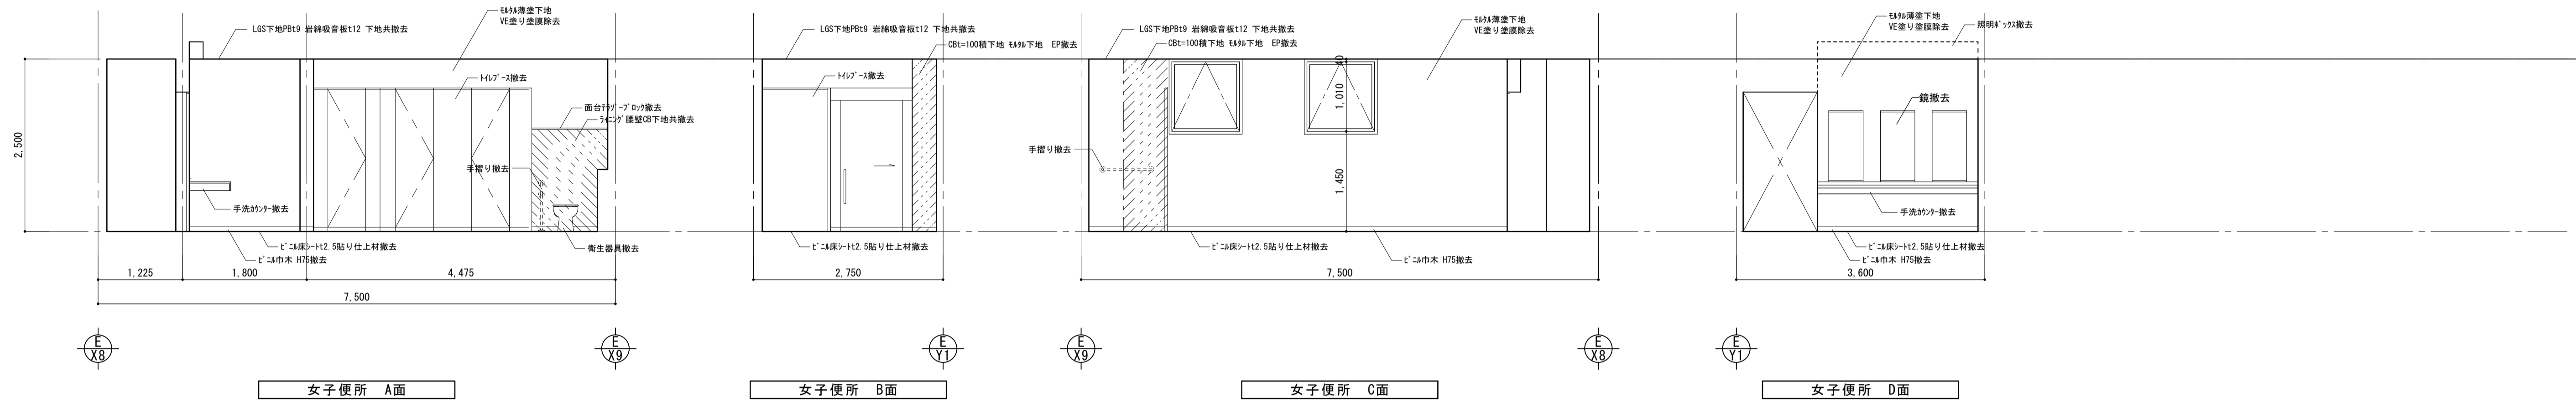 LGS下地PBt9 岩綿吸音板t12 下地共撤去
ﾓﾙﾀﾙ薄塗下地
VE塗り塗膜除去
ﾄｲﾚﾌﾞｰｽ撤去
面台ﾃﾗｿﾞｰﾌﾞﾛｯｸ撤去
ﾗｲﾆﾝｸﾞ腰壁CB下地共撤去
手摺り撤去
手洗ｶｳﾝﾀｰ撤去
ﾋﾞﾆﾙ床ｼｰﾄt2.5貼り仕上材撤去
ﾋﾞﾆﾙ巾木 H75撤去
衛生器具撤去
2,500
1,225
1,800
4,475
7,500
E
X8
E
X9
女子便所 A面
LGS下地PBt9 岩綿吸音板t12 下地共撤去
CBt=100積下地 ﾓﾙﾀﾙ下地 EP撤去
ﾄｲﾚﾌﾞｰｽ撤去
ﾋﾞﾆﾙ床ｼｰﾄt2.5貼り仕上材撤去
2,750
E
Y1
女子便所 B面
LGS下地PBt9 岩綿吸音板t12 下地共撤去
CBt=100積下地 ﾓﾙﾀﾙ下地 EP撤去
ﾓﾙﾀﾙ薄塗下地
VE塗り塗膜除去
40
1,010
1,450
手摺り撤去
ﾋﾞﾆﾙ床ｼｰﾄt2.5貼り仕上材撤去
ﾋﾞﾆﾙ巾木 H75撤去
7,500
E
X9
E
X8
女子便所 C面
ﾓﾙﾀﾙ薄塗下地
VE塗り塗膜除去
照明ﾎﾞｯｸｽ撤去
鏡撤去
手洗ｶｳﾝﾀｰ撤去
ﾋﾞﾆﾙ床ｼｰﾄt2.5貼り仕上材撤去
ﾋﾞﾆﾙ巾木 H75撤去
3,600
E
Y1
女子便所 D面